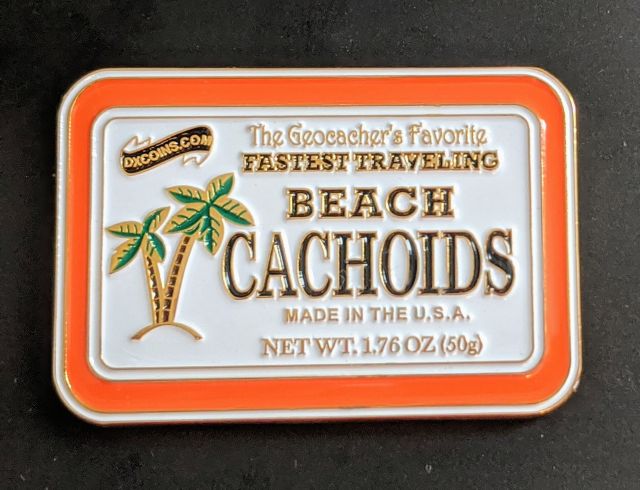 DXCOINS.COM
The Geocacher's Favorite
FASTEST TRAVELING
BEACH
CACHOIDS
MADE IN THE U.S.A.
NET WT. 1.76 OZ (50g)